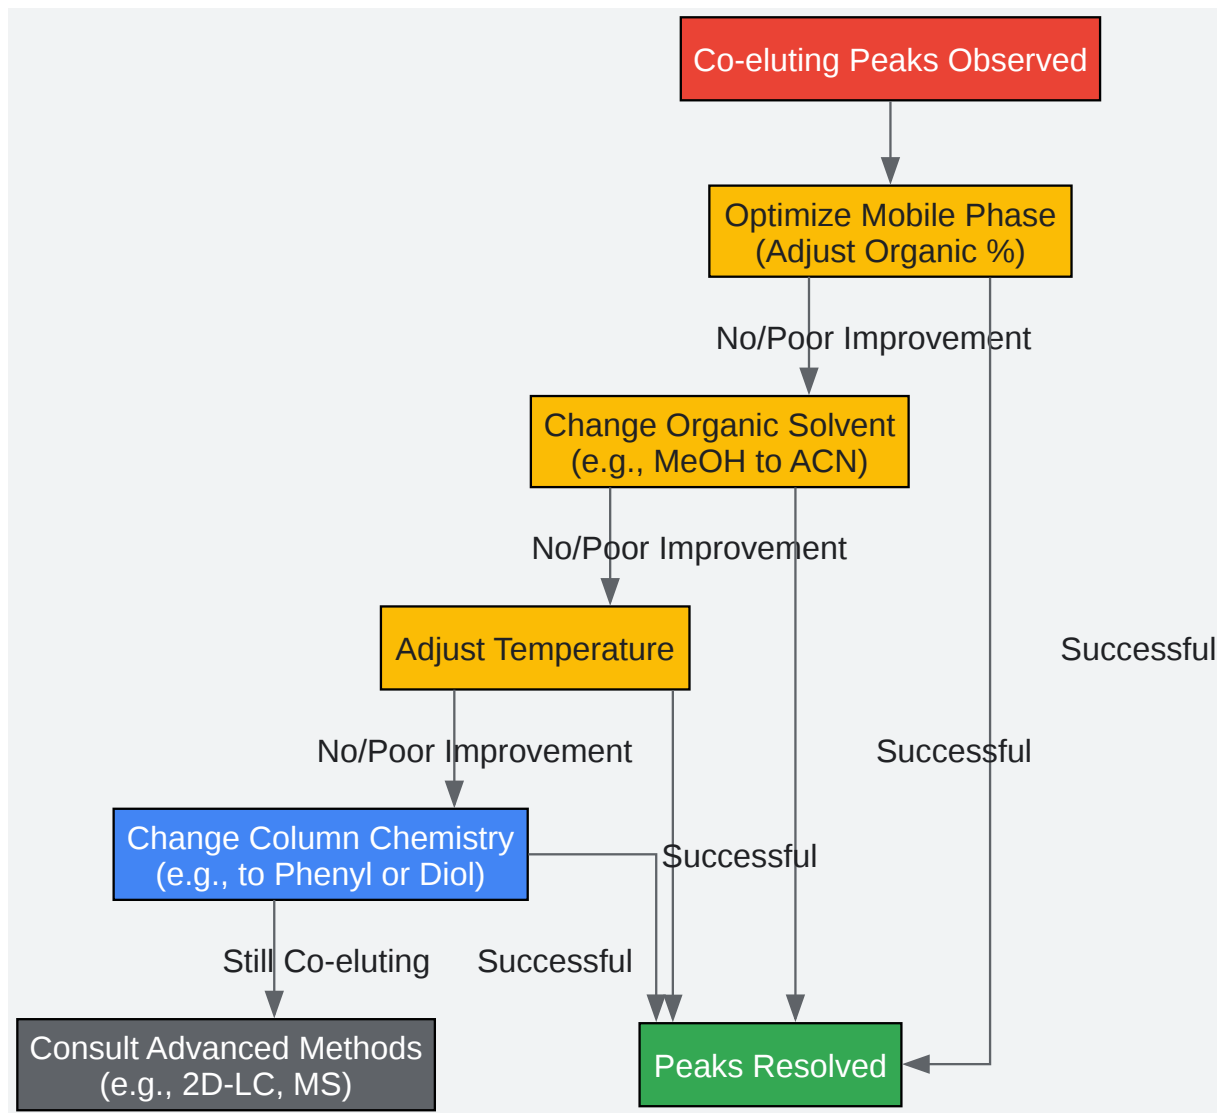 Co-eluting Peaks Observed
Optimize Mobile Phase
(Adjust Organic %)
No/Poor Improvement
Change Organic Solvent
(e.g., MeOH to ACN)
No/Poor Improvement
Adjust Temperature
Successful
No/Poor Improvement
Successful
Change Column Chemistry
(e.g., to Phenyl or Diol)
Successful
Still Co-eluting
Successful
Consult Advanced Methods
(e.g., 2D-LC, MS)
Peaks Resolved